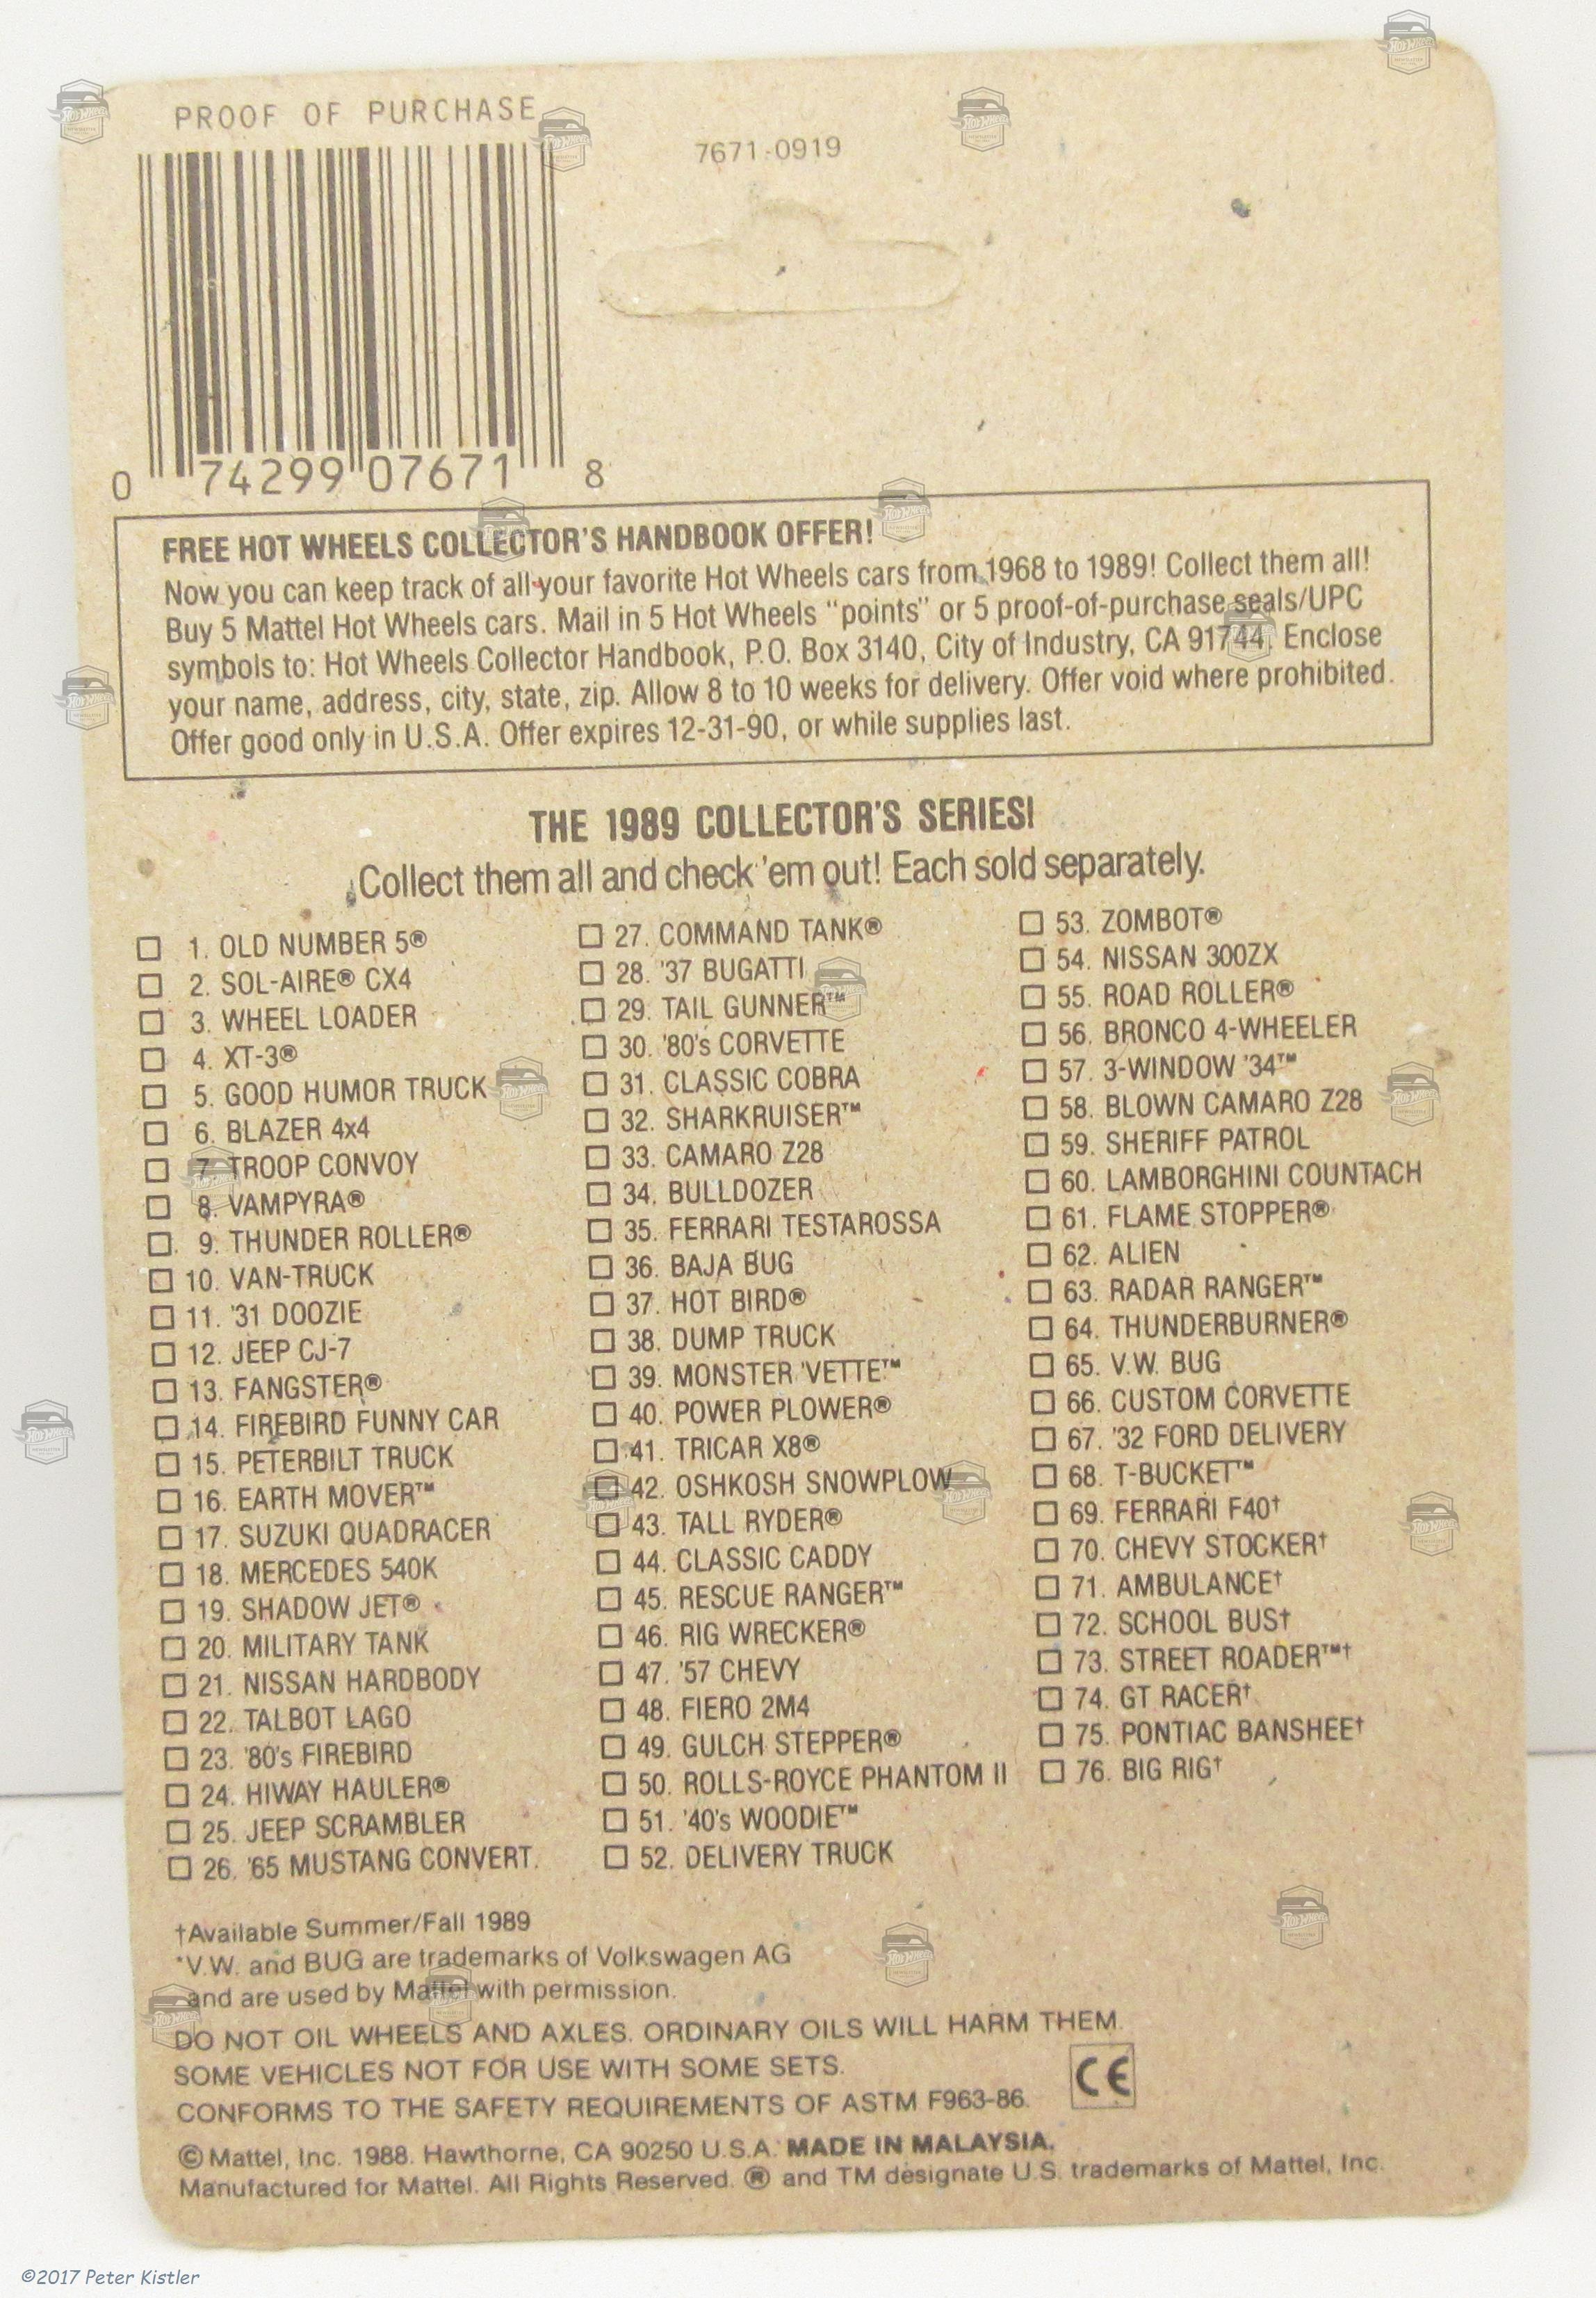 PROOF OF PURCHASE
7671-0919
0 74299 07671 8
FREE HOT WHEELS COLLECTOR'S HANDBOOK OFFER!
Now you can keep track of all your favorite Hot Wheels cars from 1968 to 1989! Collect them all!
Buy 5 Mattel Hot Wheels cars. Mail in 5 Hot Wheels "points" or 5 proof-of-purchase seals/UPC
symbols to: Hot Wheels Collector Handbook, P.O. Box 3140, City of Industry, CA 91744. Enclose
your name, address, city, state, zip. Allow 8 to 10 weeks for delivery. Offer void where prohibited.
Offer good only in U.S.A. Offer expires 12-31-90, or while supplies last.
THE 1989 COLLECTOR'S SERIES!
Collect them all and check 'em out! Each sold separately.
1. OLD NUMBER 5®
2. SOL-AIRE® CX4
3. WHEEL LOADER
4. XT-3®
5. GOOD HUMOR TRUCK
6. BLAZER 4x4
7. TROOP CONVOY
8. VAMPYRA®
9. THUNDER ROLLER®
10. VAN-TRUCK
11. '31 DOOZIE
12. JEEP CJ-7
13. FANGSTER®
14. FIREBIRD FUNNY CAR
15. PETERBILT TRUCK
16. EARTH MOVER™
17. SUZUKI QUADRACER
18. MERCEDES 540K
19. SHADOW JET®
20. MILITARY TANK
21. NISSAN HARDBODY
22. TALBOT LAGO
23. '80's FIREBIRD
24. HIWAY HAULER®
25. JEEP SCRAMBLER
26. '65 MUSTANG CONVERT.
27. COMMAND TANK®
28. '37 BUGATTI
29. TAIL GUNNER™
30. '80's CORVETTE
31. CLASSIC COBRA
32. SHARKRUISER™
33. CAMARO Z28
34. BULLDOZER
35. FERRARI TESTAROSSA
36. BAJA BUG
37. HOT BIRD®
38. DUMP TRUCK
39. MONSTER 'VETTE™
40. POWER PLOWER®
41. TRICAR X8®
42. OSHKOSH SNOWPLOW
43. TALL RYDER®
44. CLASSIC CADDY
45. RESCUE RANGER™
46. RIG WRECKER®
47. '57 CHEVY
48. FIERO 2M4
49. GULCH STEPPER®
50. ROLLS-ROYCE PHANTOM II
51. '40's WOODIE™
52. DELIVERY TRUCK
53. ZOMBOT®
54. NISSAN 300ZX
55. ROAD ROLLER®
56. BRONCO 4-WHEELER
57. 3-WINDOW '34™
58. BLOWN CAMARO Z28
59. SHERIFF PATROL
60. LAMBORGHINI COUNTACH
61. FLAME STOPPER®
62. ALIEN
63. RADAR RANGER™
64. THUNDERBURNER®
65. V.W. BUG
66. CUSTOM CORVETTE
67. '32 FORD DELIVERY
68. T-BUCKET™
69. FERRARI F40†
70. CHEVY STOCKER†
71. AMBULANCE†
72. SCHOOL BUS†
73. STREET ROADER™†
74. GT RACER†
75. PONTIAC BANSHEE†
76. BIG RIG†
†Available Summer/Fall 1989
*V.W. and BUG are trademarks of Volkswagen AG
and are used by Mattel with permission.
DO NOT OIL WHEELS AND AXLES. ORDINARY OILS WILL HARM THEM.
SOME VEHICLES NOT FOR USE WITH SOME SETS.
CONFORMS TO THE SAFETY REQUIREMENTS OF ASTM F963-86.
CE
©Mattel, Inc. 1988. Hawthorne, CA 90250 U.S.A. MADE IN MALAYSIA.
Manufactured for Mattel. All Rights Reserved. ® and TM designate U.S. trademarks of Mattel, Inc.
©2017 Peter Kistler